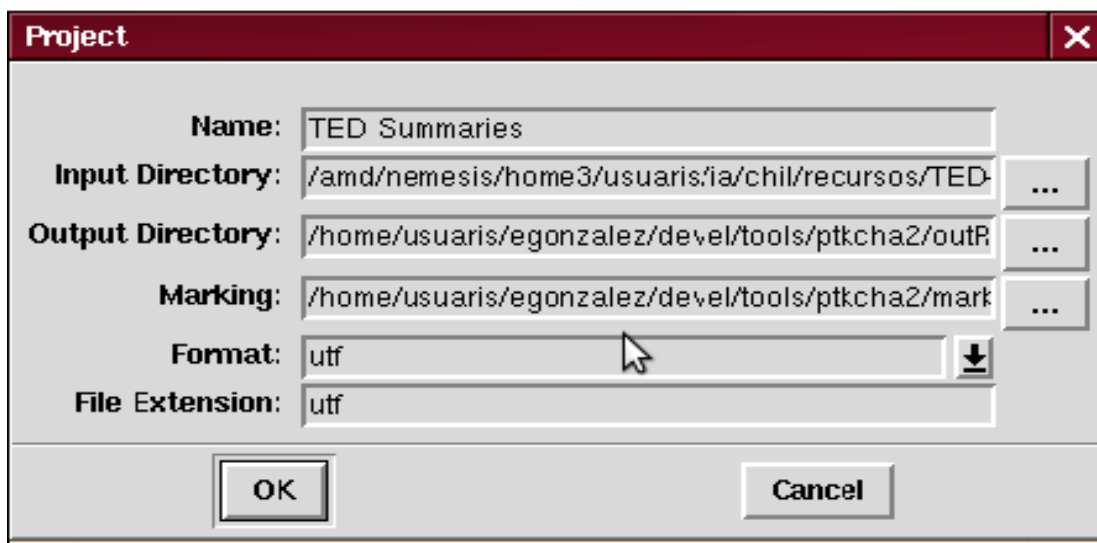 Project
Name: TED Summaries
Input Directory: /amd/nemesis/home3/usuaris/ia/chil/recursos/TED- ...
Output Directory: /home/usuaris/egonzalez/devel/tools/ptkcha2/outR ...
Marking: /home/usuaris/egonzalez/devel/tools/ptkcha2/mark ...
Format: utf
File Extension: utf
OK Cancel